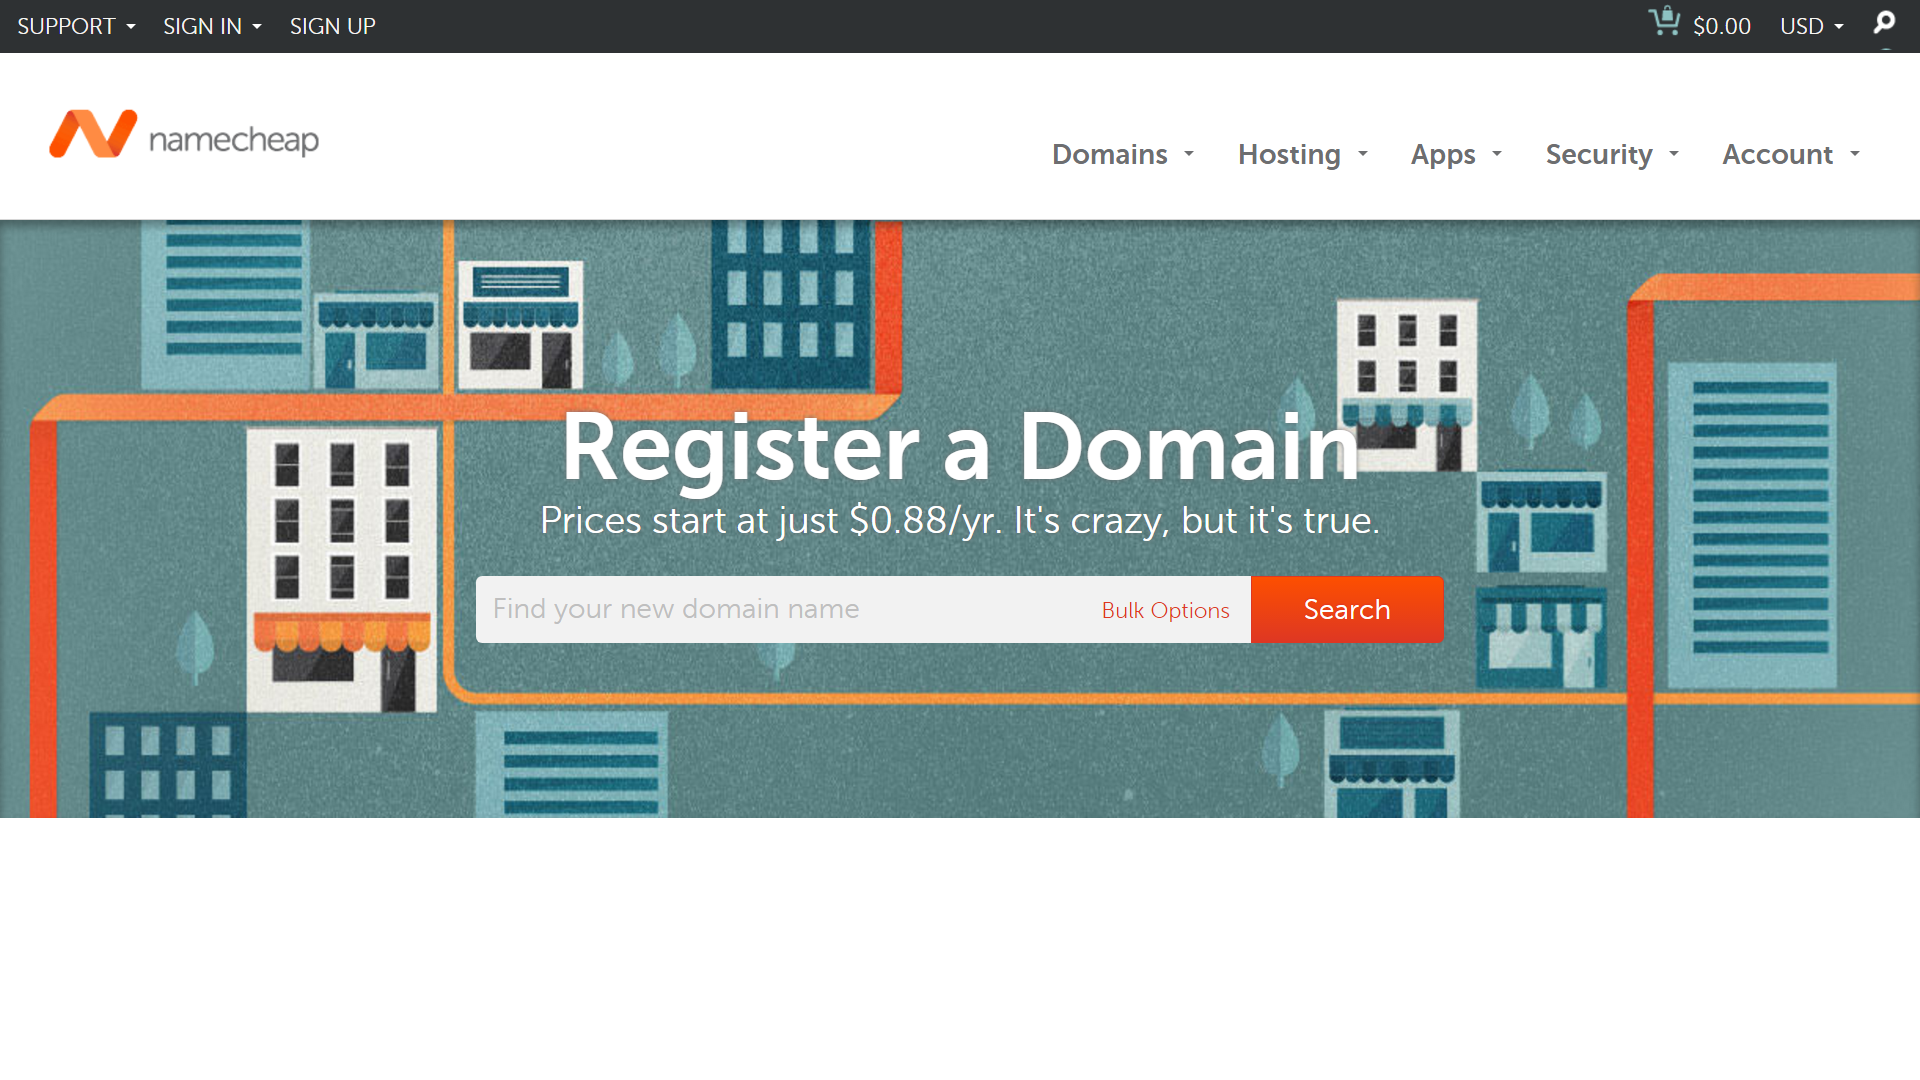 SUPPORT SIGN IN SIGN UP $0.00 USD
namecheap
Domains Hosting Apps Security Account
Register a Domain
Prices start at just $0.88/yr. It's crazy, but it's true.
Find your new domain name Bulk Options Search